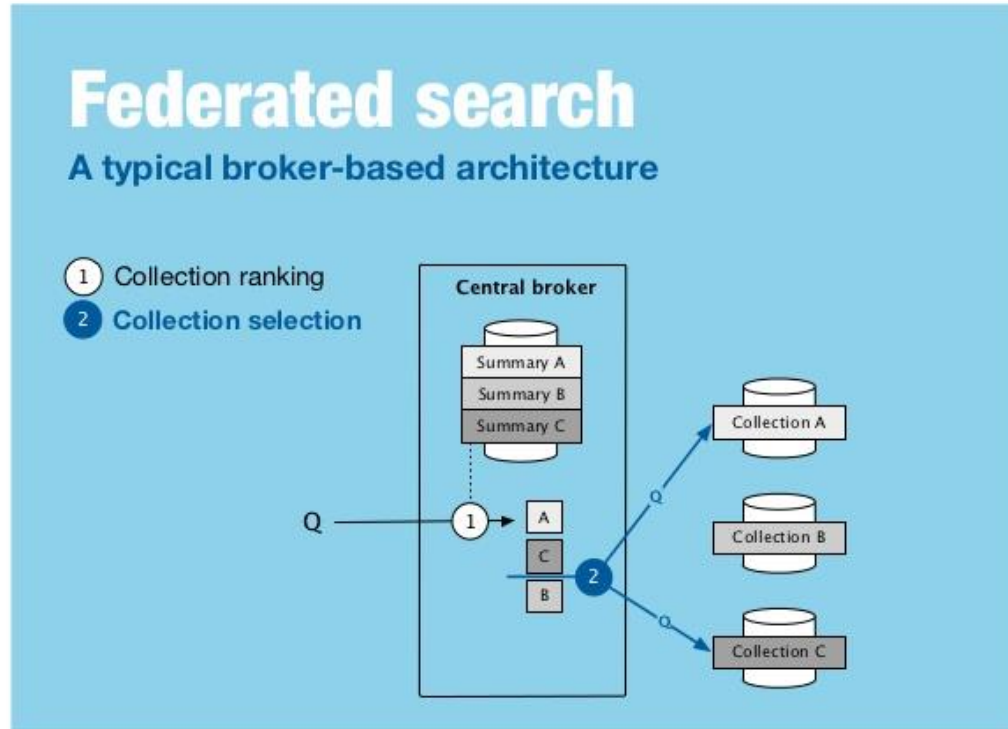 Federated search
A typical broker-based architecture
1 Collection ranking
2 Collection selection
Central broker
Summary A
Summary B
Summary C
Collection A
Q
Q
1
A
Collection B
C
2
B
Q
Collection C